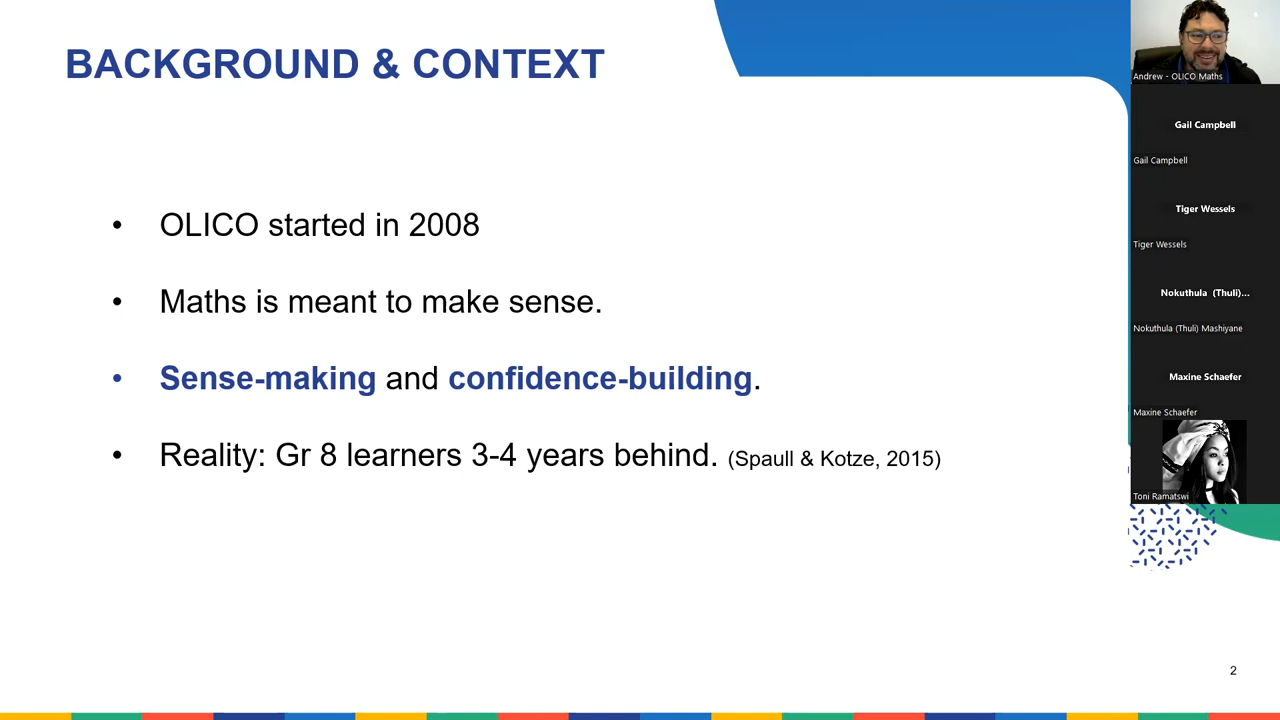 BACKGROUND & CONTEXT
• OLICO started in 2008
• Maths is meant to make sense.
• Sense-making and confidence-building.
• Reality: Gr 8 learners 3-4 years behind. (Spaull & Kotze, 2015)
2
Andrew - OLICO Maths
Gail Campbell
Gail Campbell
Tiger Wessels
Tiger Wessels
Nokuthula (Thuli)...
Nokuthula (Thuli) Mashiyane
Maxine Schaefer
Maxine Schaefer
Toni Ramatswi